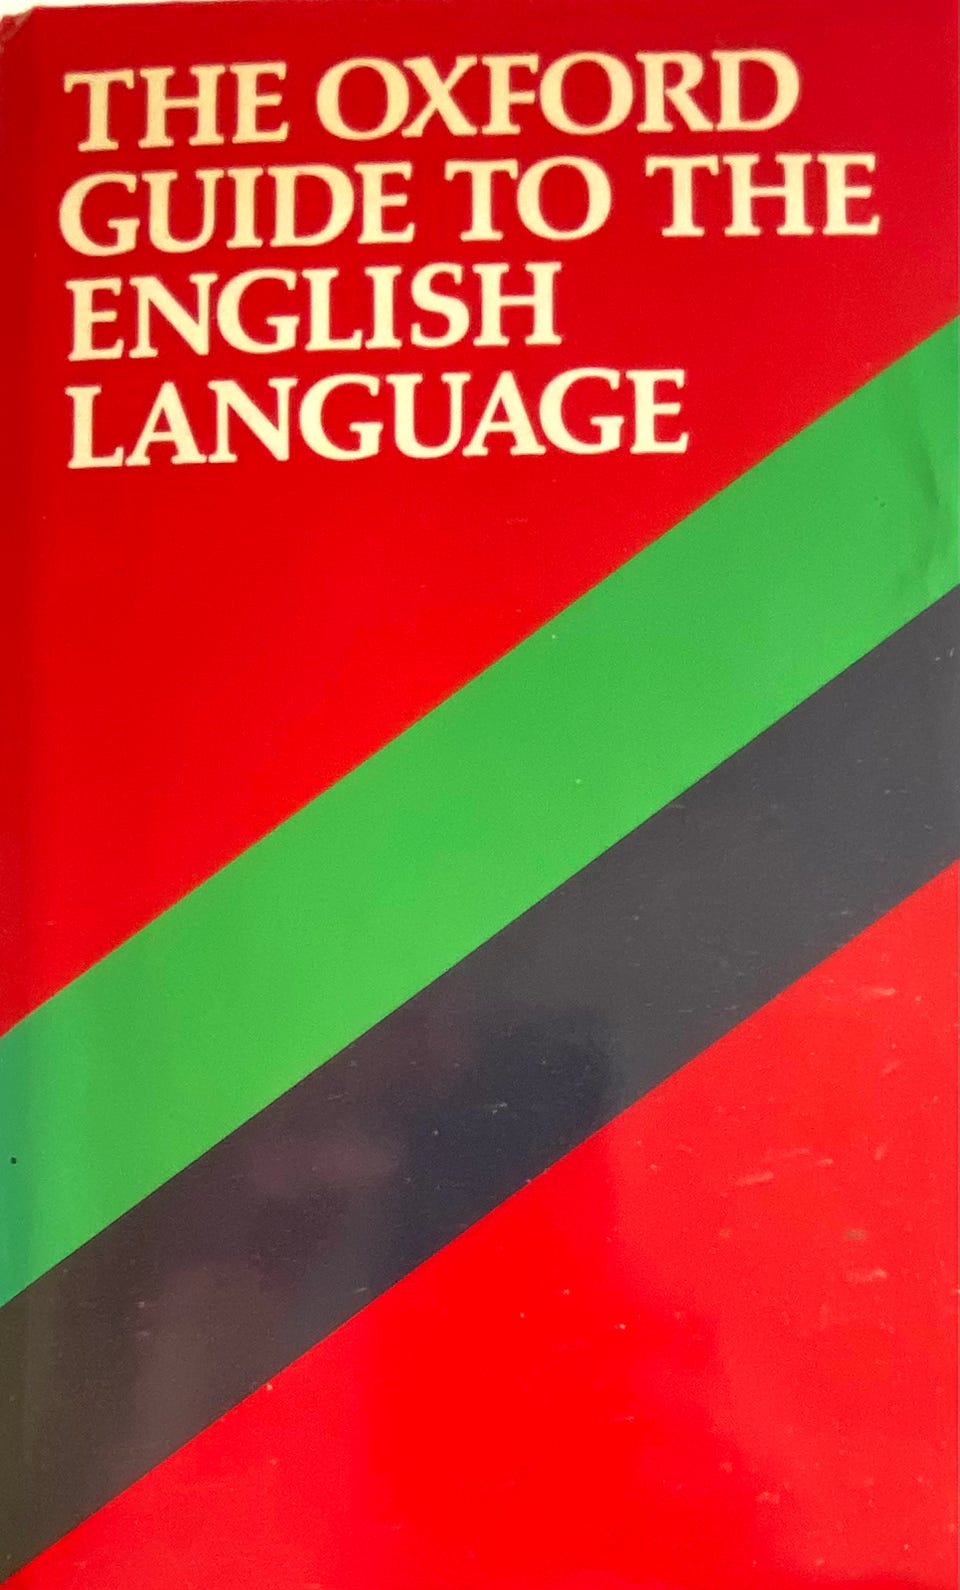 THE OXFORD
GUIDE TO THE
ENGLISH
LANGUAGE